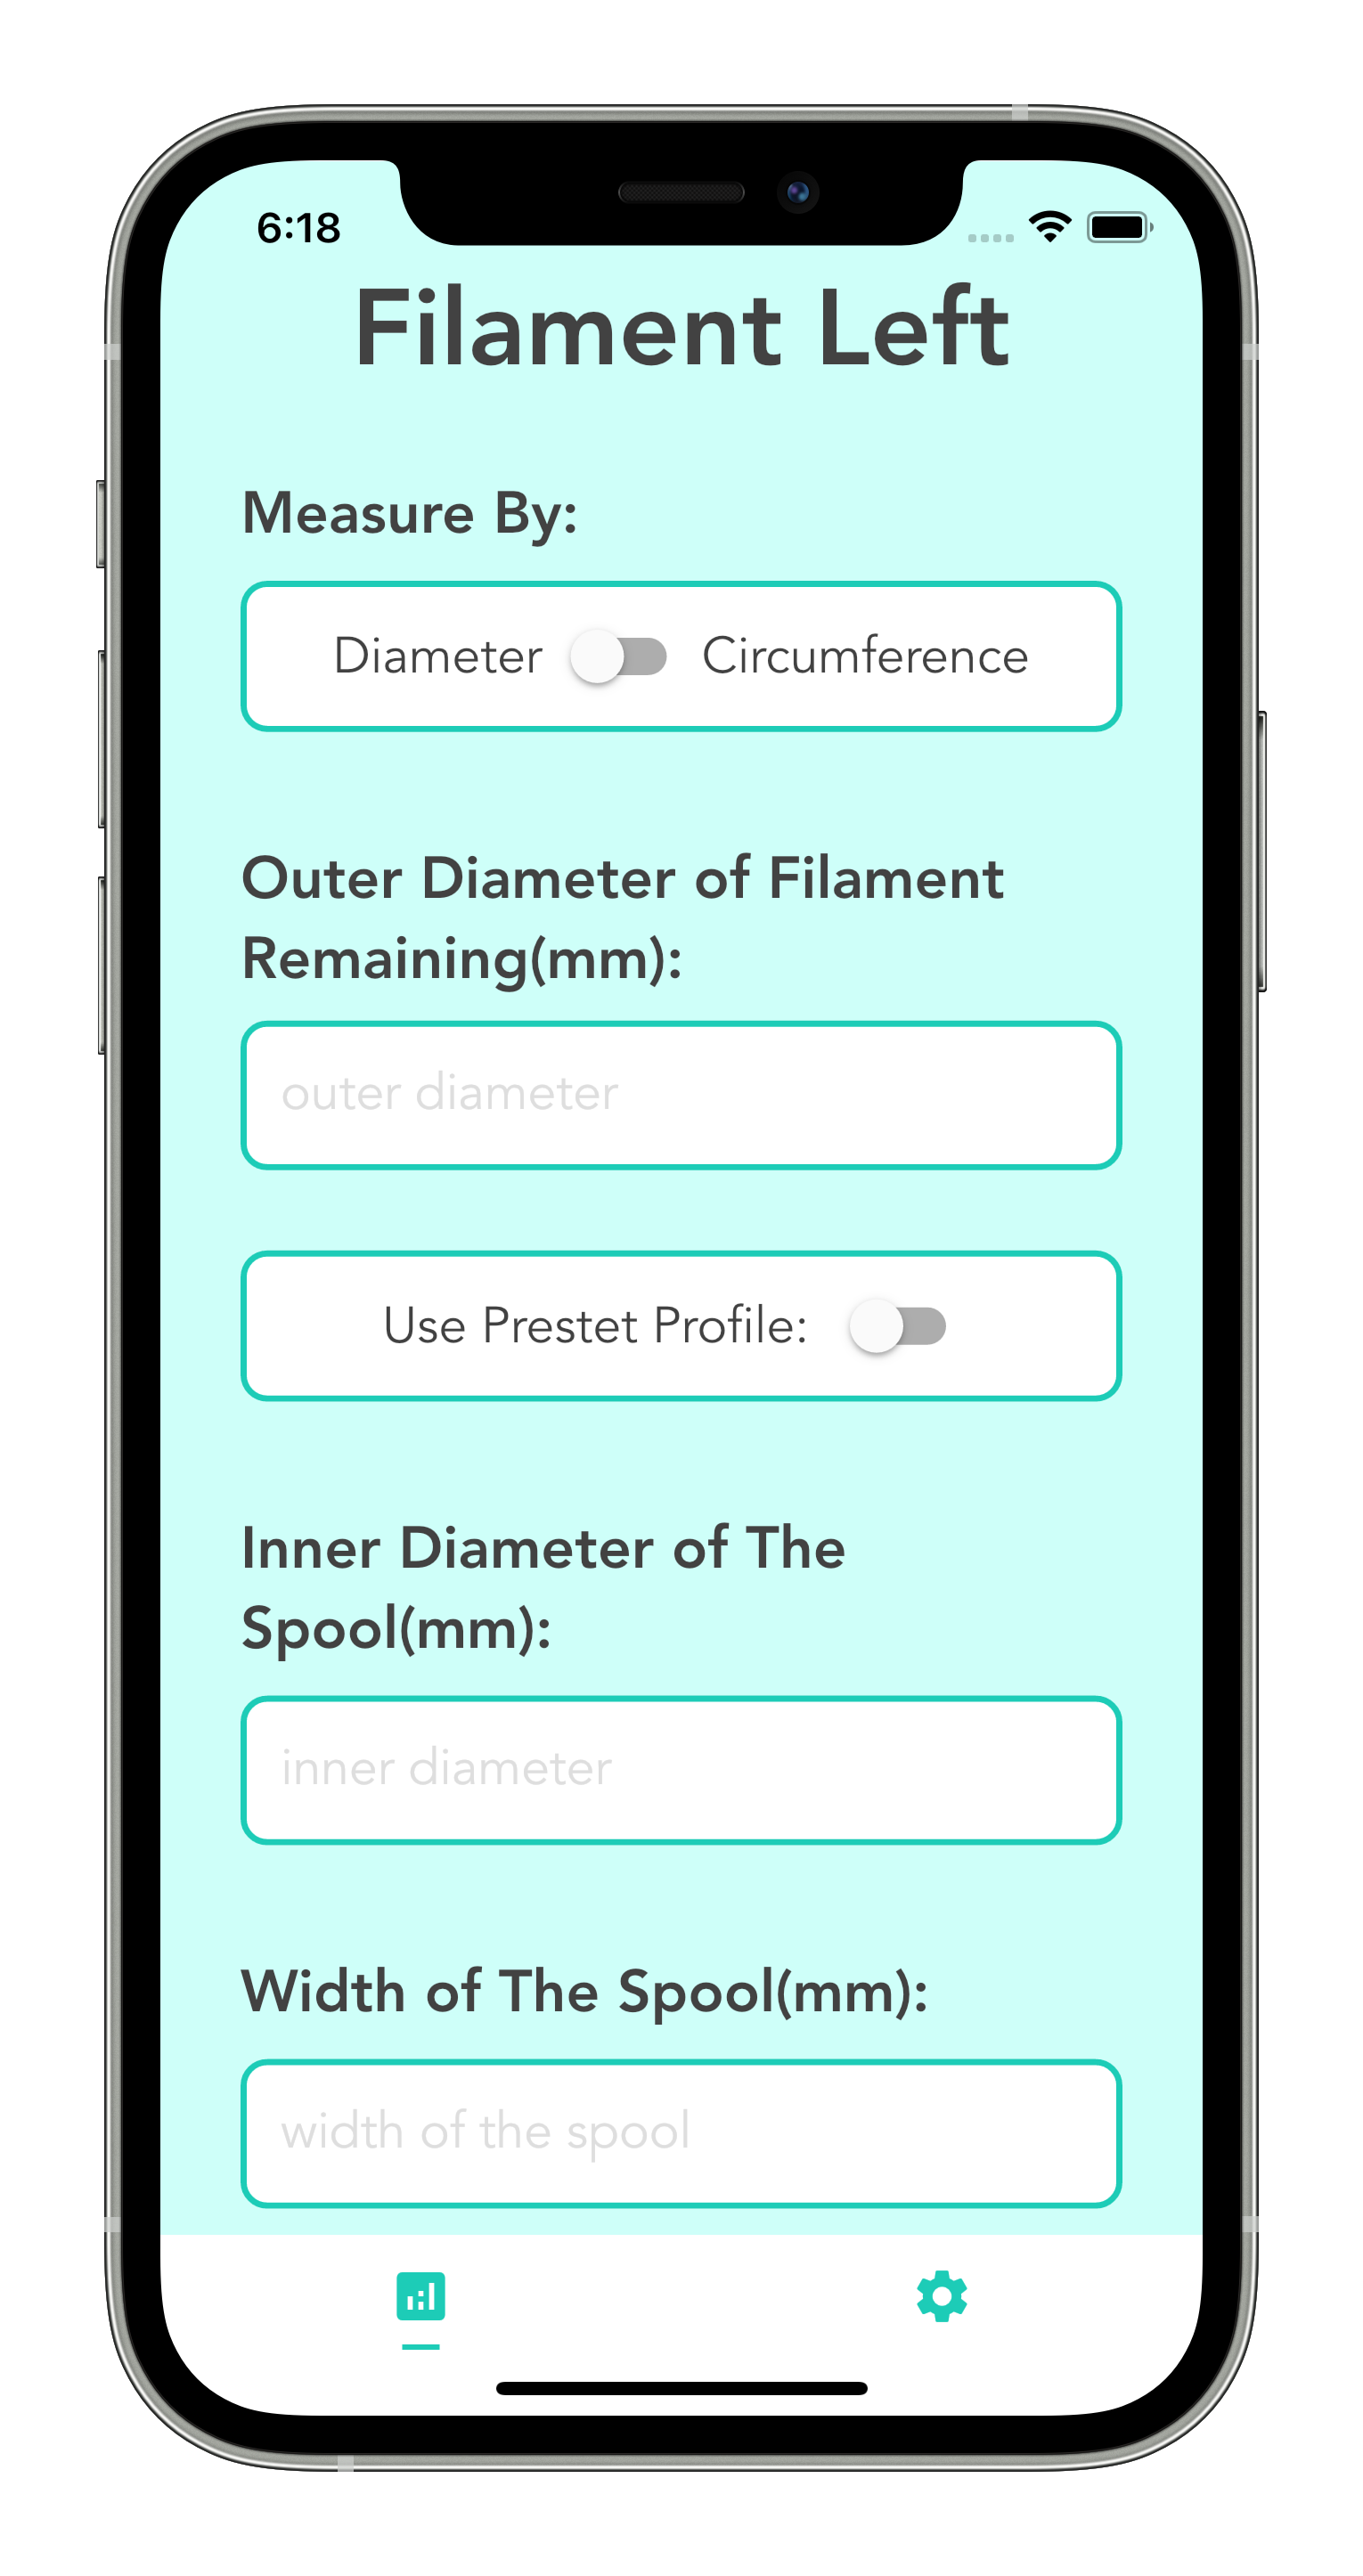 6:18
Filament Left
Measure By:
Diameter Circumference
Outer Diameter of Filament
Remaining(mm):
outer diameter
Use Prestet Profile:
Inner Diameter of The
Spool(mm):
inner diameter
Width of The Spool(mm):
width of the spool